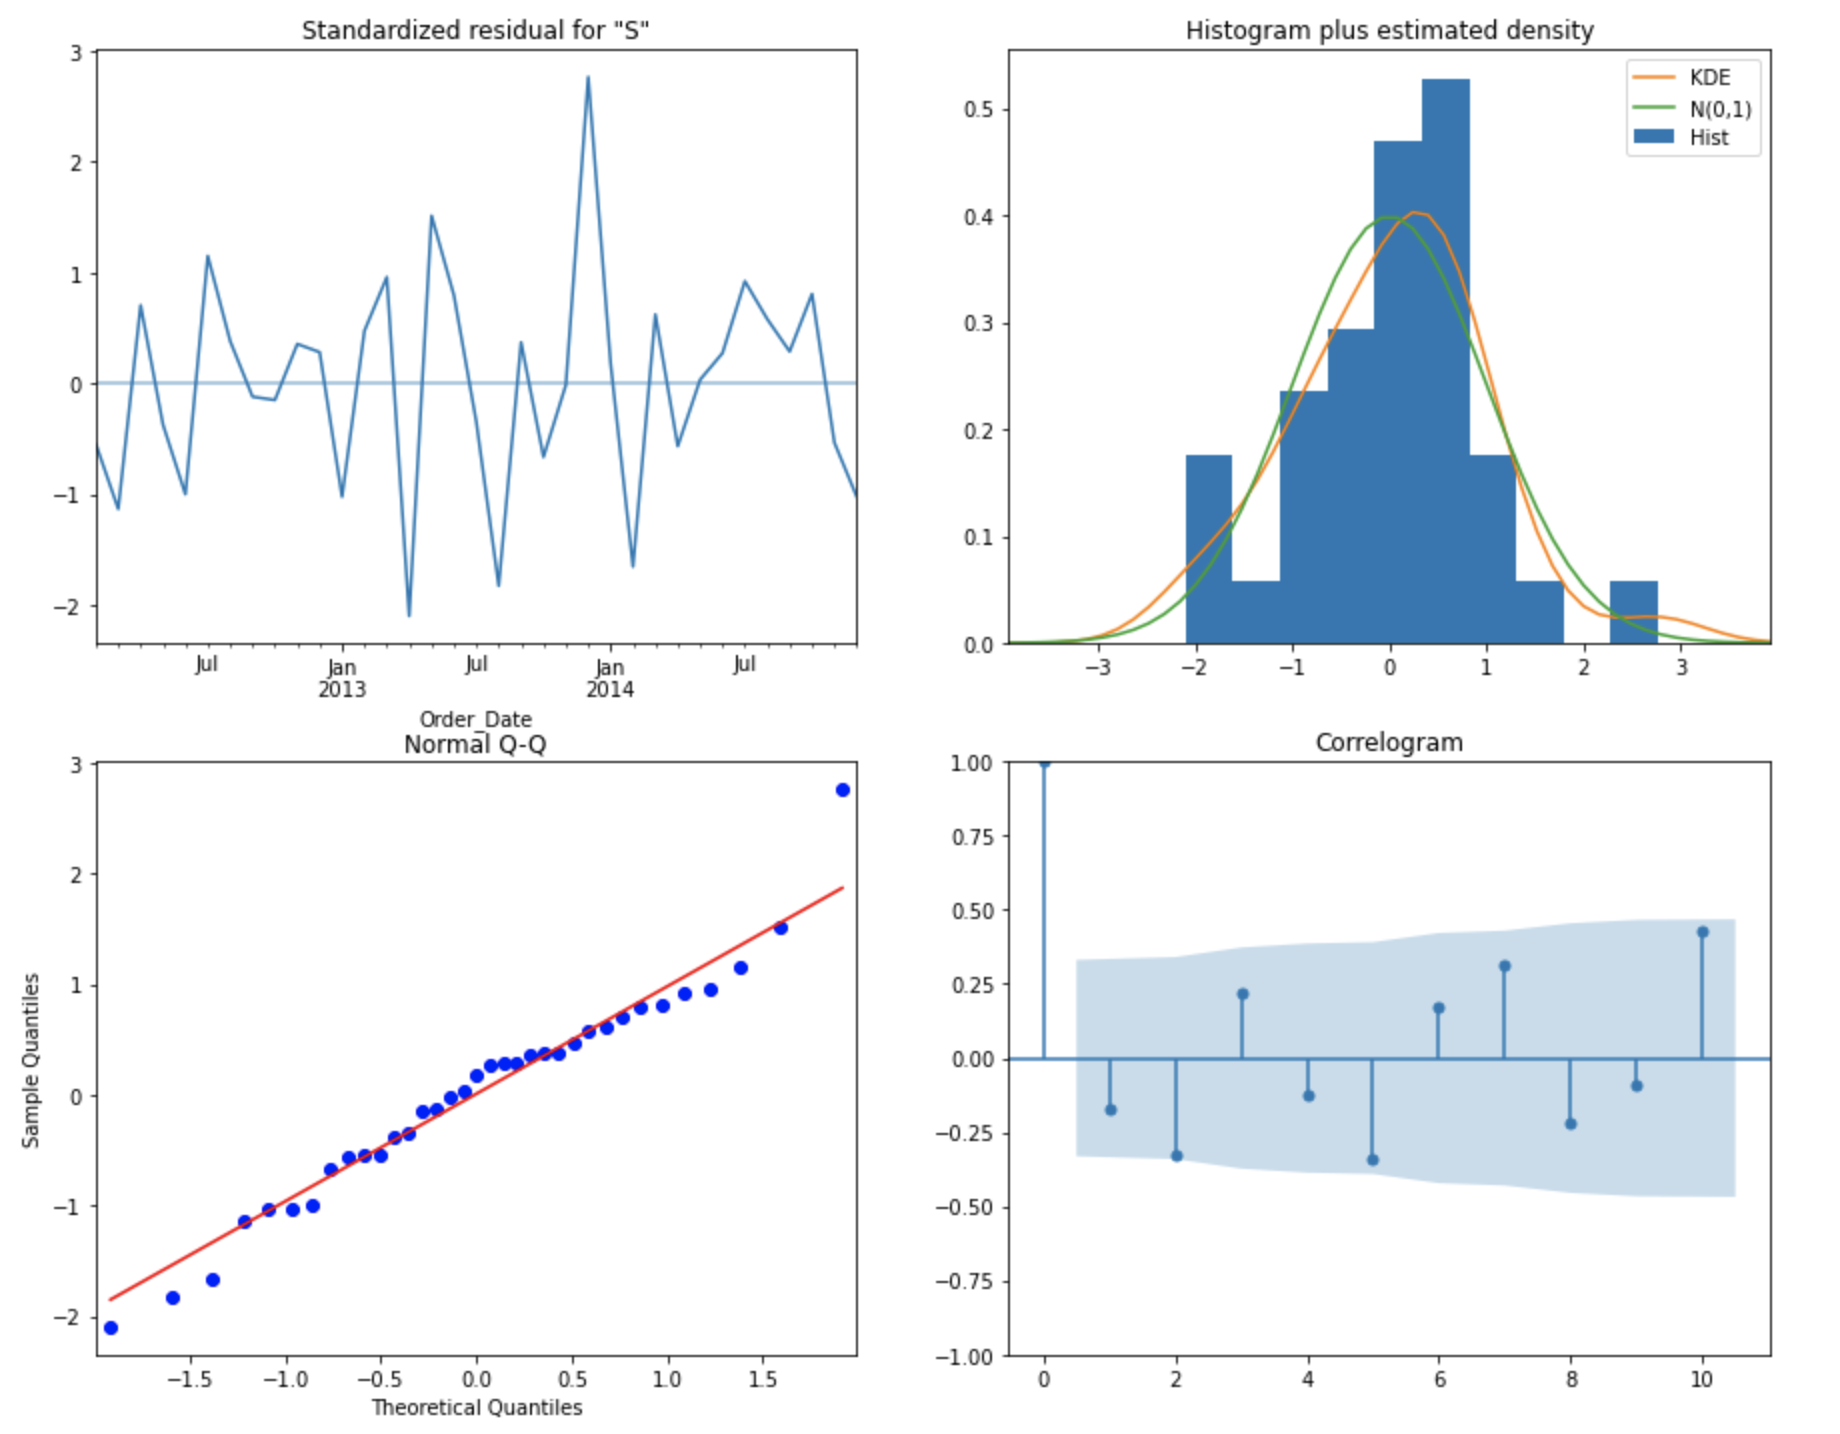 Standardized residual for "S"
3
2
1
0
−1
−2
Jul
Jan
2013
Jul
Jan
2014
Jul
Order_Date
Histogram plus estimated density
KDE
N(0,1)
Hist
0.5
0.4
0.3
0.2
0.1
0.0
−3 −2 −1 0 1 2 3
Normal Q-Q
3
2
1
0
−1
−2
Sample Quantiles
−1.5 −1.0 −0.5 0.0 0.5 1.0 1.5
Theoretical Quantiles
Correlogram
1.00
0.75
0.50
0.25
0.00
−0.25
−0.50
−0.75
−1.00
0 2 4 6 8 10